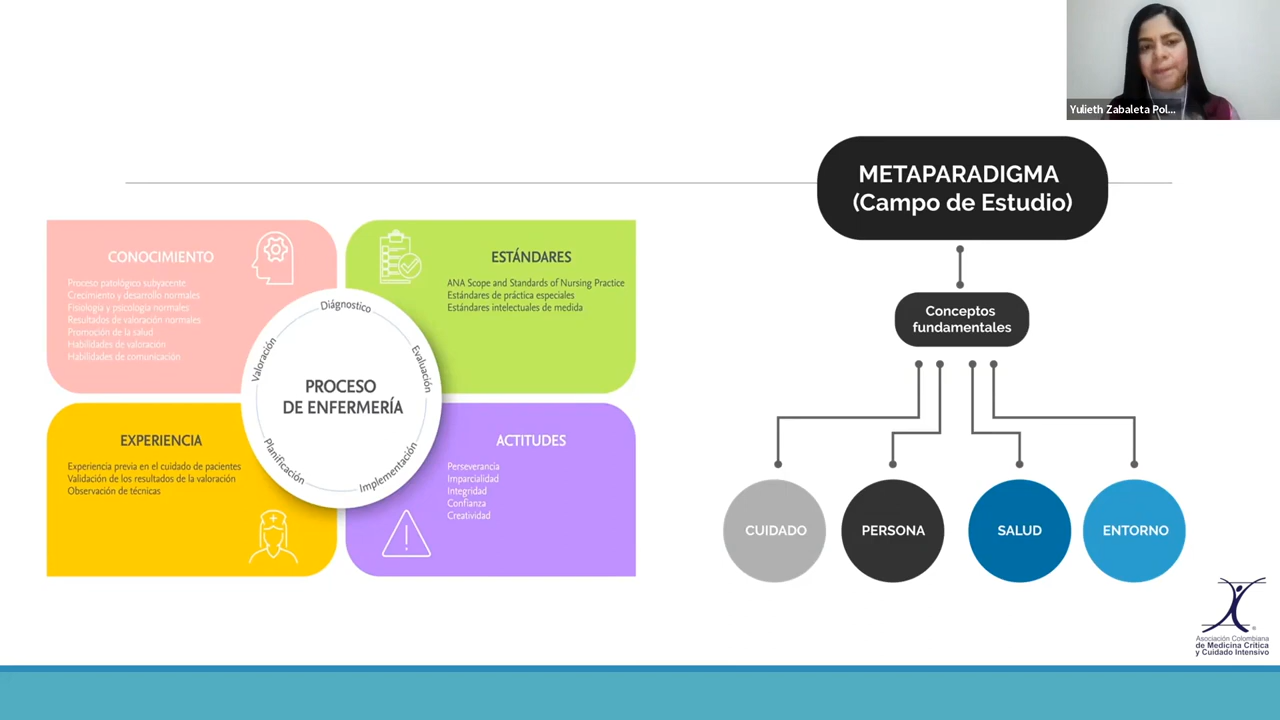 Yulieth Zabaleta Pol...
METAPARADIGMA
(Campo de Estudio)
Conceptos
fundamentales
CUIDADO
PERSONA
SALUD
ENTORNO
CONOCIMIENTO
Proceso patológico subyacente
Crecimiento y desarrollo normales
Fisiología y psicología normales
Resultados de valoración normales
Promoción de la salud
Habilidades de valoración
Habilidades de comunicación
ESTÁNDARES
ANA Scope and Standards of Nursing Practice
Estándares de práctica especiales
Estándares intelectuales de medida
PROCESO
DE ENFERMERÍA
Diágnostico
Evaluación
Implementación
Planificación
Valoración
EXPERIENCIA
Experiencia previa en el cuidado de pacientes
Validación de los resultados de la valoración
Observación de técnicas
ACTITUDES
Perseverancia
Imparcialidad
Integridad
Confianza
Creatividad
Asociación Colombiana
de Medicina Crítica
y Cuidado Intensivo